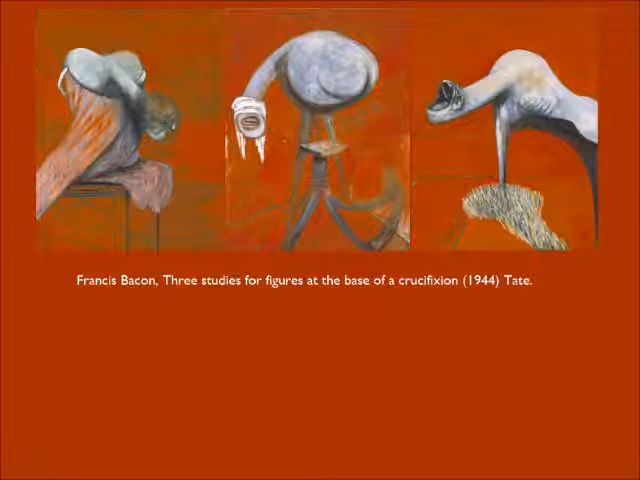 Francis Bacon, Three studies for figures at the base of a crucifixion (1944) Tate.